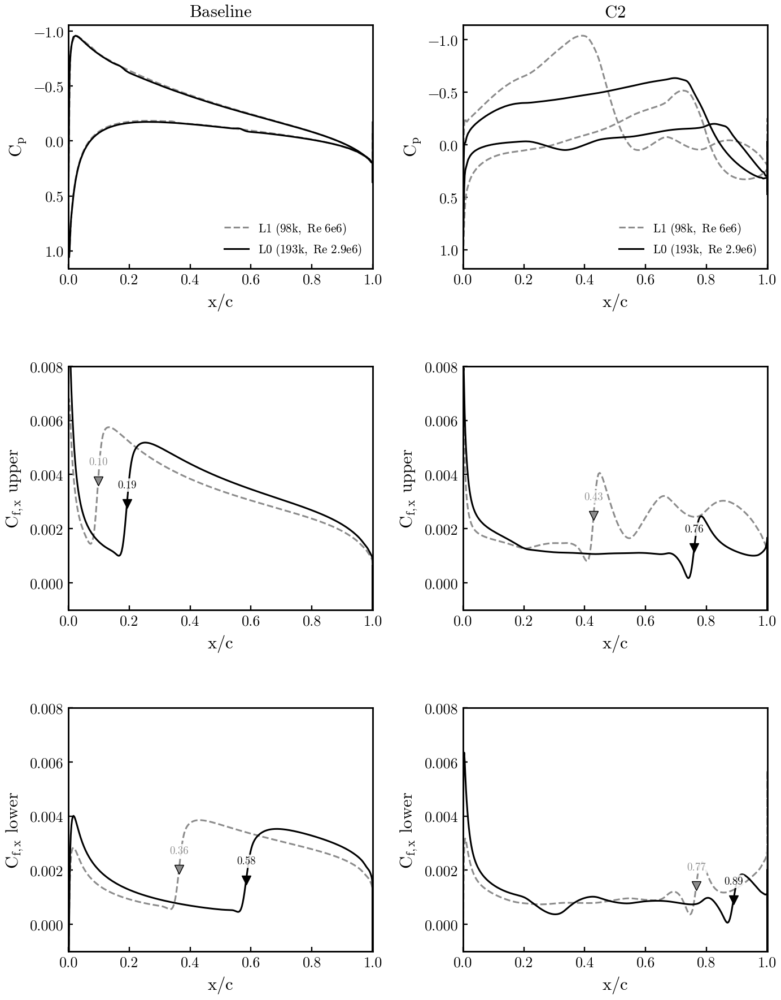 Baseline
C2
−1.0
−0.5
0.0
0.5
1.0
C_p
L1 (98k, Re 6e6)
L0 (193k, Re 2.9e6)
0.0 0.2 0.4 0.6 0.8 1.0
x/c
−1.0
−0.5
0.0
0.5
1.0
C_p
L1 (98k, Re 6e6)
L0 (193k, Re 2.9e6)
0.0 0.2 0.4 0.6 0.8 1.0
x/c
0.008
0.006
0.004
0.002
0.000
C_f,x upper
0.10
0.19
0.0 0.2 0.4 0.6 0.8 1.0
x/c
0.008
0.006
0.004
0.002
0.000
C_f,x upper
0.43
0.76
0.0 0.2 0.4 0.6 0.8 1.0
x/c
0.008
0.006
0.004
0.002
0.000
C_f,x lower
0.36
0.58
0.0 0.2 0.4 0.6 0.8 1.0
x/c
0.008
0.006
0.004
0.002
0.000
C_f,x lower
0.77
0.89
0.0 0.2 0.4 0.6 0.8 1.0
x/c